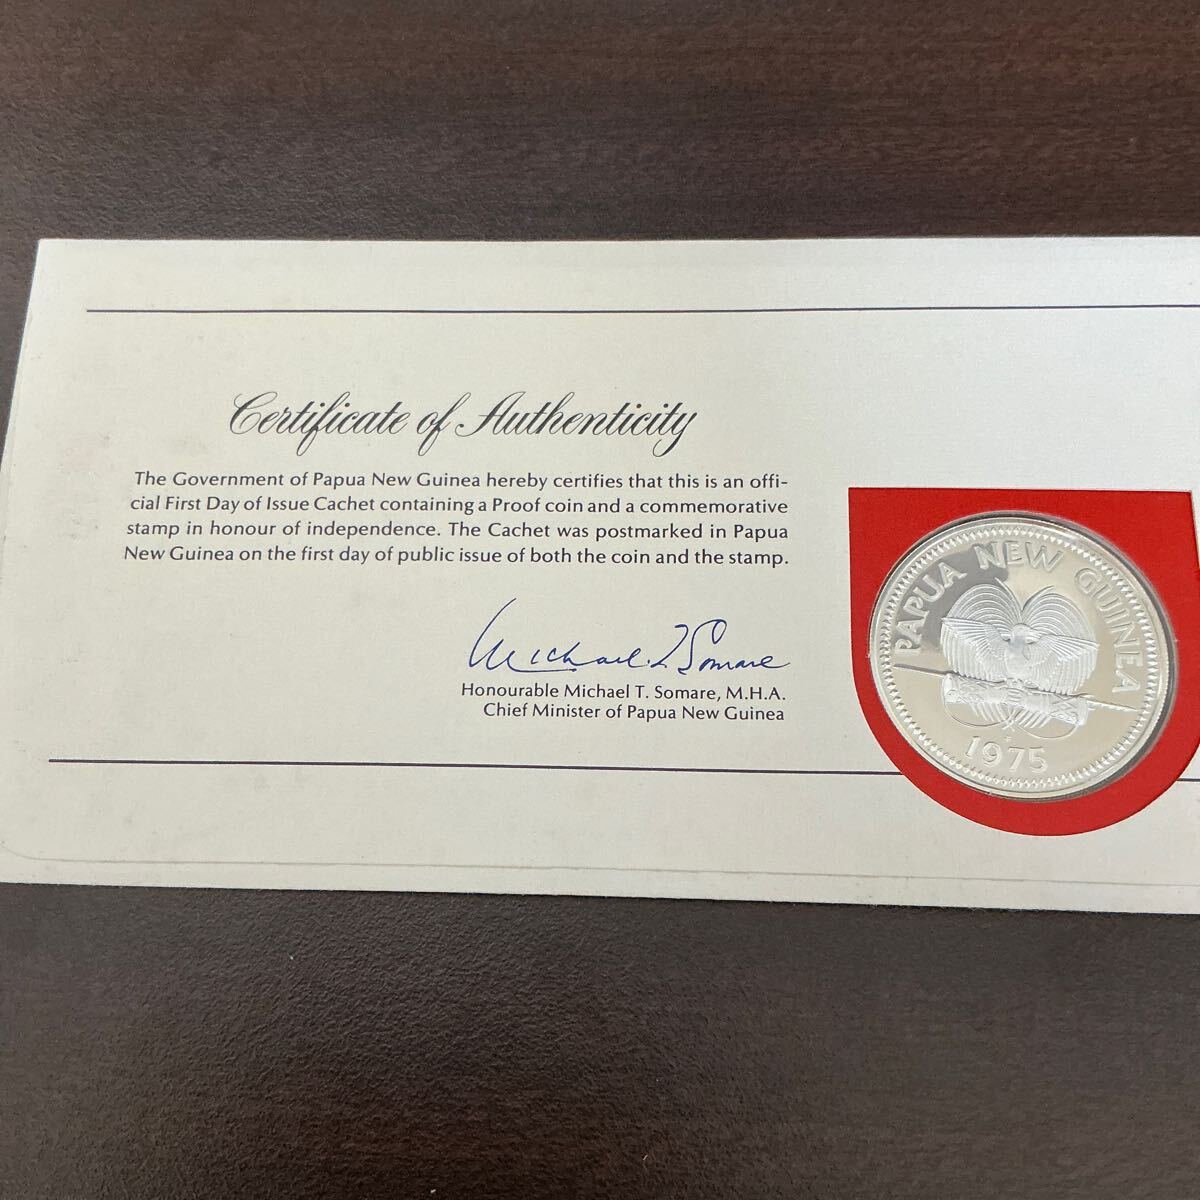 Certificate of Authenticity
The Government of Papua New Guinea hereby certifies that this is an offi-
cial First Day of Issue Cachet containing a Proof coin and a commemorative
stamp in honour of independence. The Cachet was postmarked in Papua
New Guinea on the first day of public issue of both the coin and the stamp.
Michael T Somare
Honourable Michael T. Somare, M.H.A.
Chief Minister of Papua New Guinea
PAPUA NEW GUINEA
1975